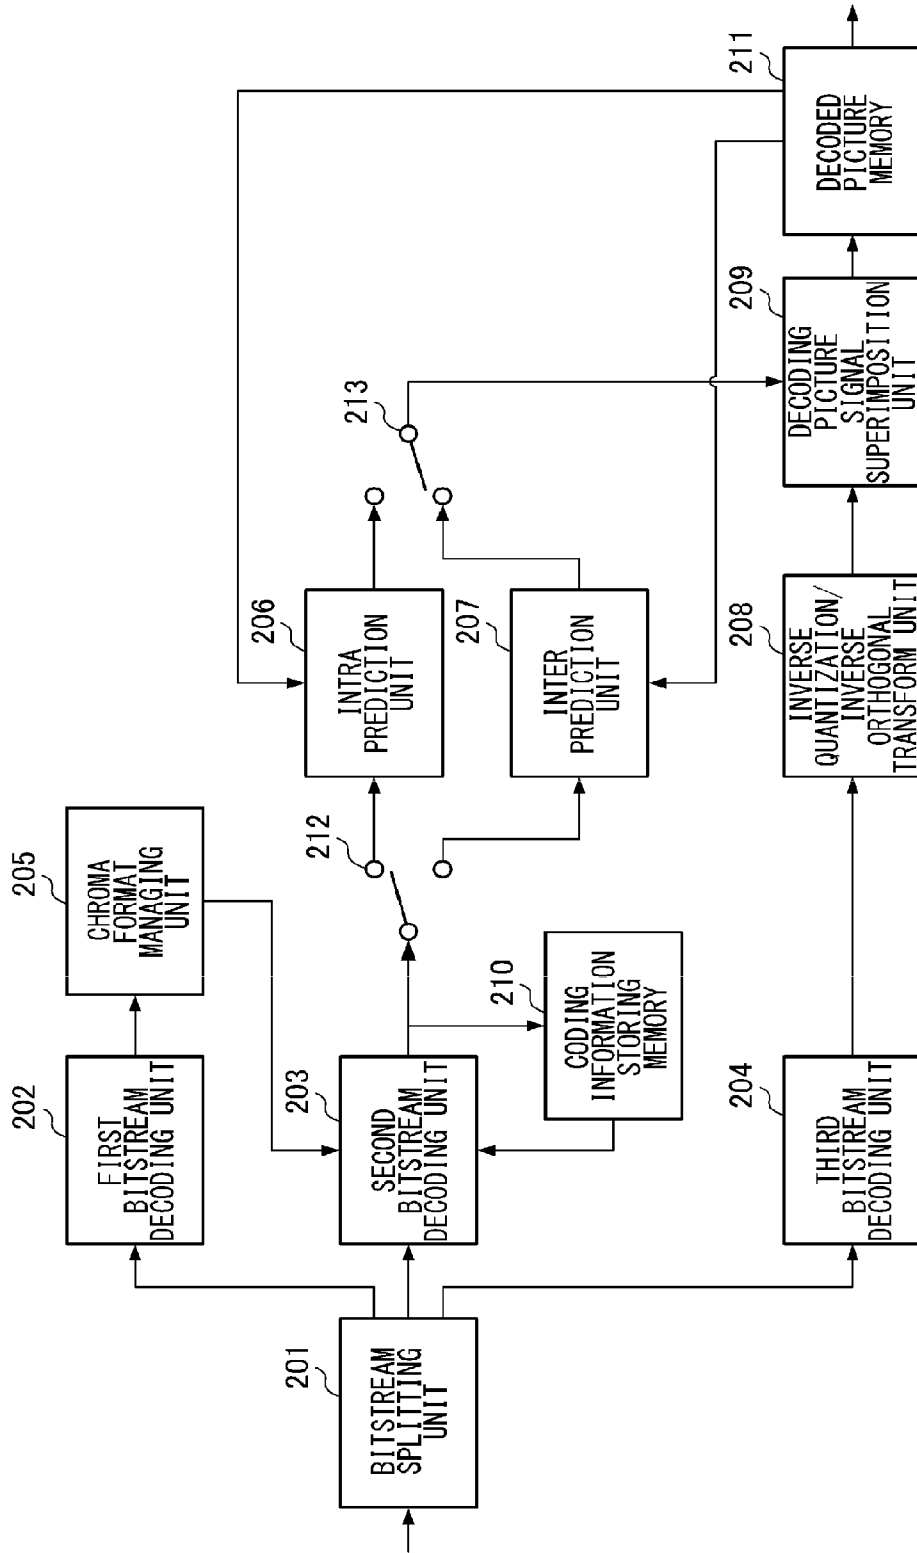 201
BITSTREAM
SPLITTING
UNIT
202
FIRST
BITSTREAM
DECODING UNIT
203
SECOND
BITSTREAM
DECODING UNIT
204
THIRD
BITSTREAM
DECODING UNIT
205
CHROMA
FORMAT
MANAGING
UNIT
210
CODING
INFORMATION
STORING
MEMORY
212
206
INTRA
PREDICTION
UNIT
207
INTER
PREDICTION
UNIT
208
INVERSE
QUANTIZATION/
INVERSE
ORTHOGONAL
TRANSFORM UNIT
213
209
DECODING
PICTURE
SIGNAL
SUPERIMPOSITION
UNIT
211
DECODED
PICTURE
MEMORY